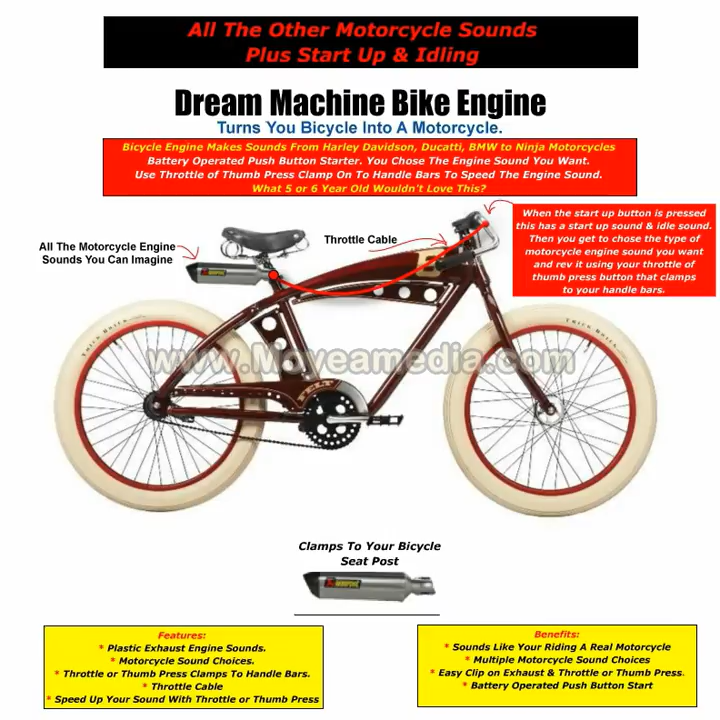 All The Other Motorcycle Sounds
Plus Start Up & Idling
Dream Machine Bike Engine
Turns You Bicycle Into A Motorcycle.
Bicycle Engine Makes Sounds From Harley Davidson, Ducatti, BMW to Ninja Motorcycles
Battery Operated Push Button Starter. You Chose The Engine Sound You Want.
Use Throttle of Thumb Press Clamp On To Handle Bars To Speed The Engine Sound.
What 5 or 6 Year Old Wouldn't Love This?
When the start up button is pressed
this has a start up sound & idle sound.
Then you get to chose the type of
motorcycle engine sound you want
and rev it using your throttle of
thumb press button that clamps
to your handle bars.
Throttle Cable
All The Motorcycle Engine
Sounds You Can Imagine
www.Moveamedia.com
FELT
Clamps To Your Bicycle
Seat Post
Features:
* Plastic Exhaust Engine Sounds.
* Motorcycle Sound Choices.
* Throttle or Thumb Press Clamps To Handle Bars.
* Throttle Cable
* Speed Up Your Sound With Throttle or Thumb Press
Benefits:
* Sounds Like Your Riding A Real Motorcycle
* Multiple Motorcycle Sound Choices
* Easy Clip on Exhaust & Throttle or Thumb Press.
* Battery Operated Push Button Start